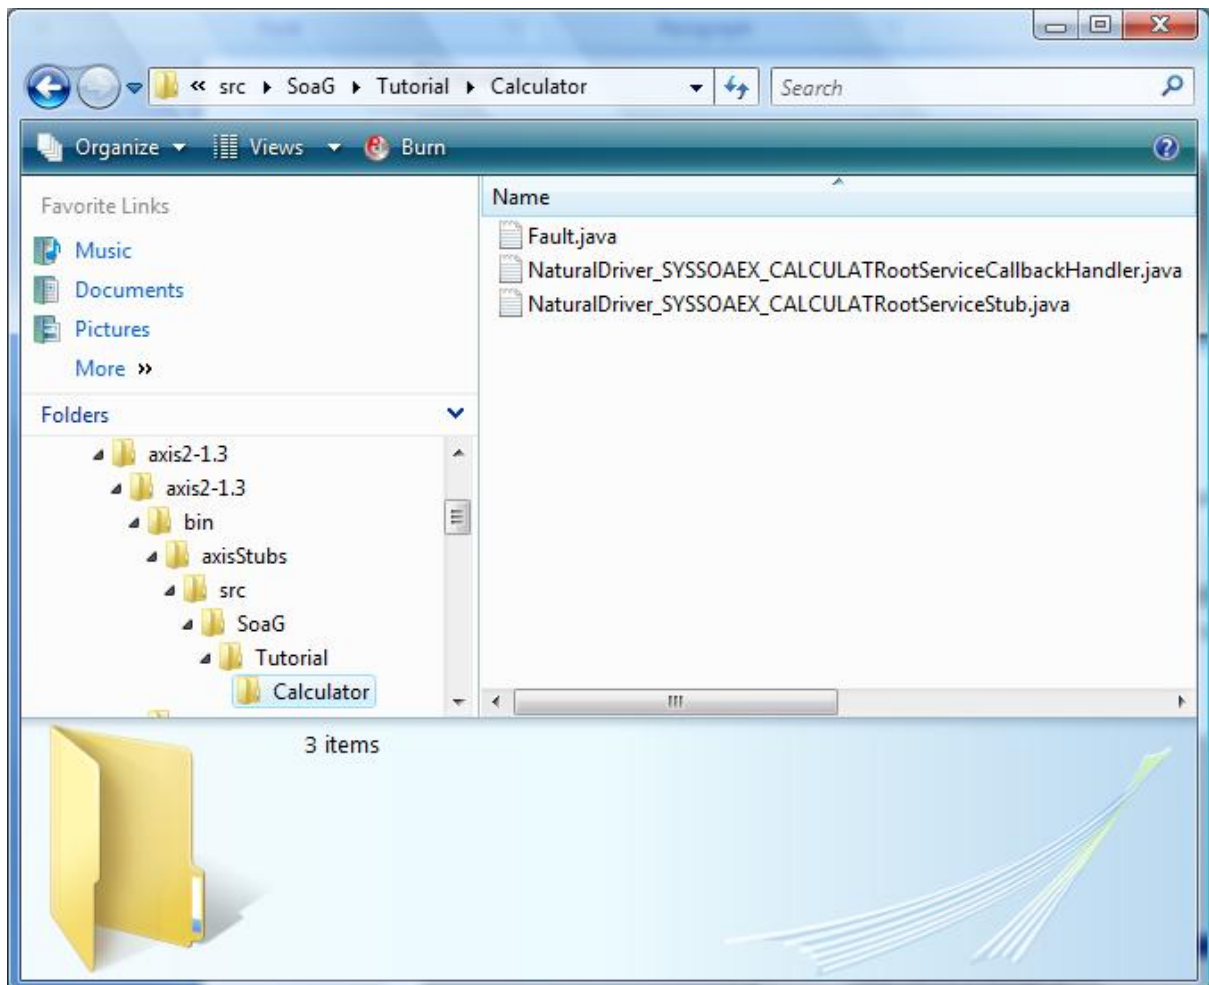 « src ▸ SoaG ▸ Tutorial ▸ Calculator
Search
Organize Views Burn
Favorite Links
Music
Documents
Pictures
More »
Folders
axis2-1.3
axis2-1.3
bin
axisStubs
src
SoaG
Tutorial
Calculator
Name
Fault.java
NaturalDriver_SYSSOAEX_CALCULATRootServiceCallbackHandler.java
NaturalDriver_SYSSOAEX_CALCULATRootServiceStub.java
3 items